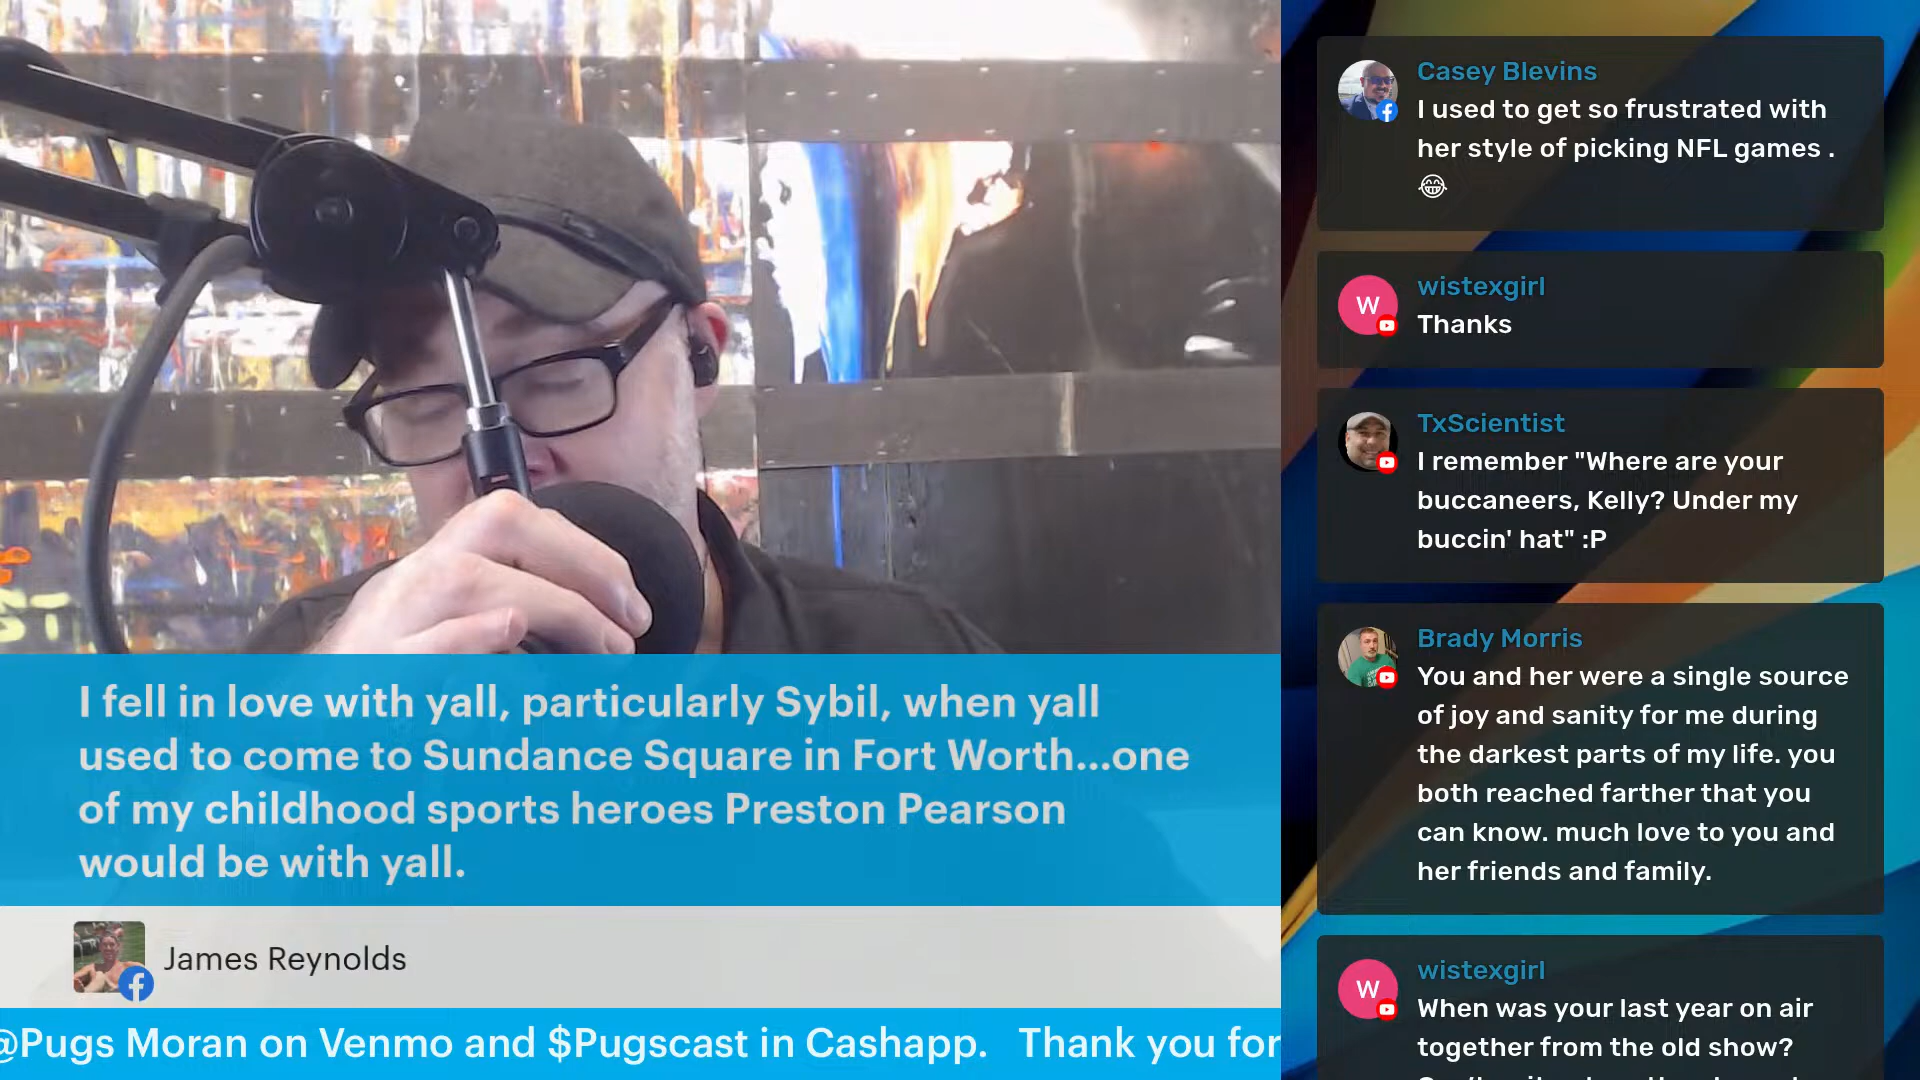 I fell in love with yall, particularly Sybil, when yall
used to come to Sundance Square in Fort Worth...one
of my childhood sports heroes Preston Pearson
would be with yall.
James Reynolds
@Pugs Moran on Venmo and $Pugscast in Cashapp. Thank you for
Casey Blevins
I used to get so frustrated with
her style of picking NFL games .
😂
W
wistexgirl
Thanks
TxScientist
I remember "Where are your
buccaneers, Kelly? Under my
buccin' hat" :P
Brady Morris
You and her were a single source
of joy and sanity for me during
the darkest parts of my life. you
both reached farther that you
can know. much love to you and
her friends and family.
W
wistexgirl
When was your last year on air
together from the old show?